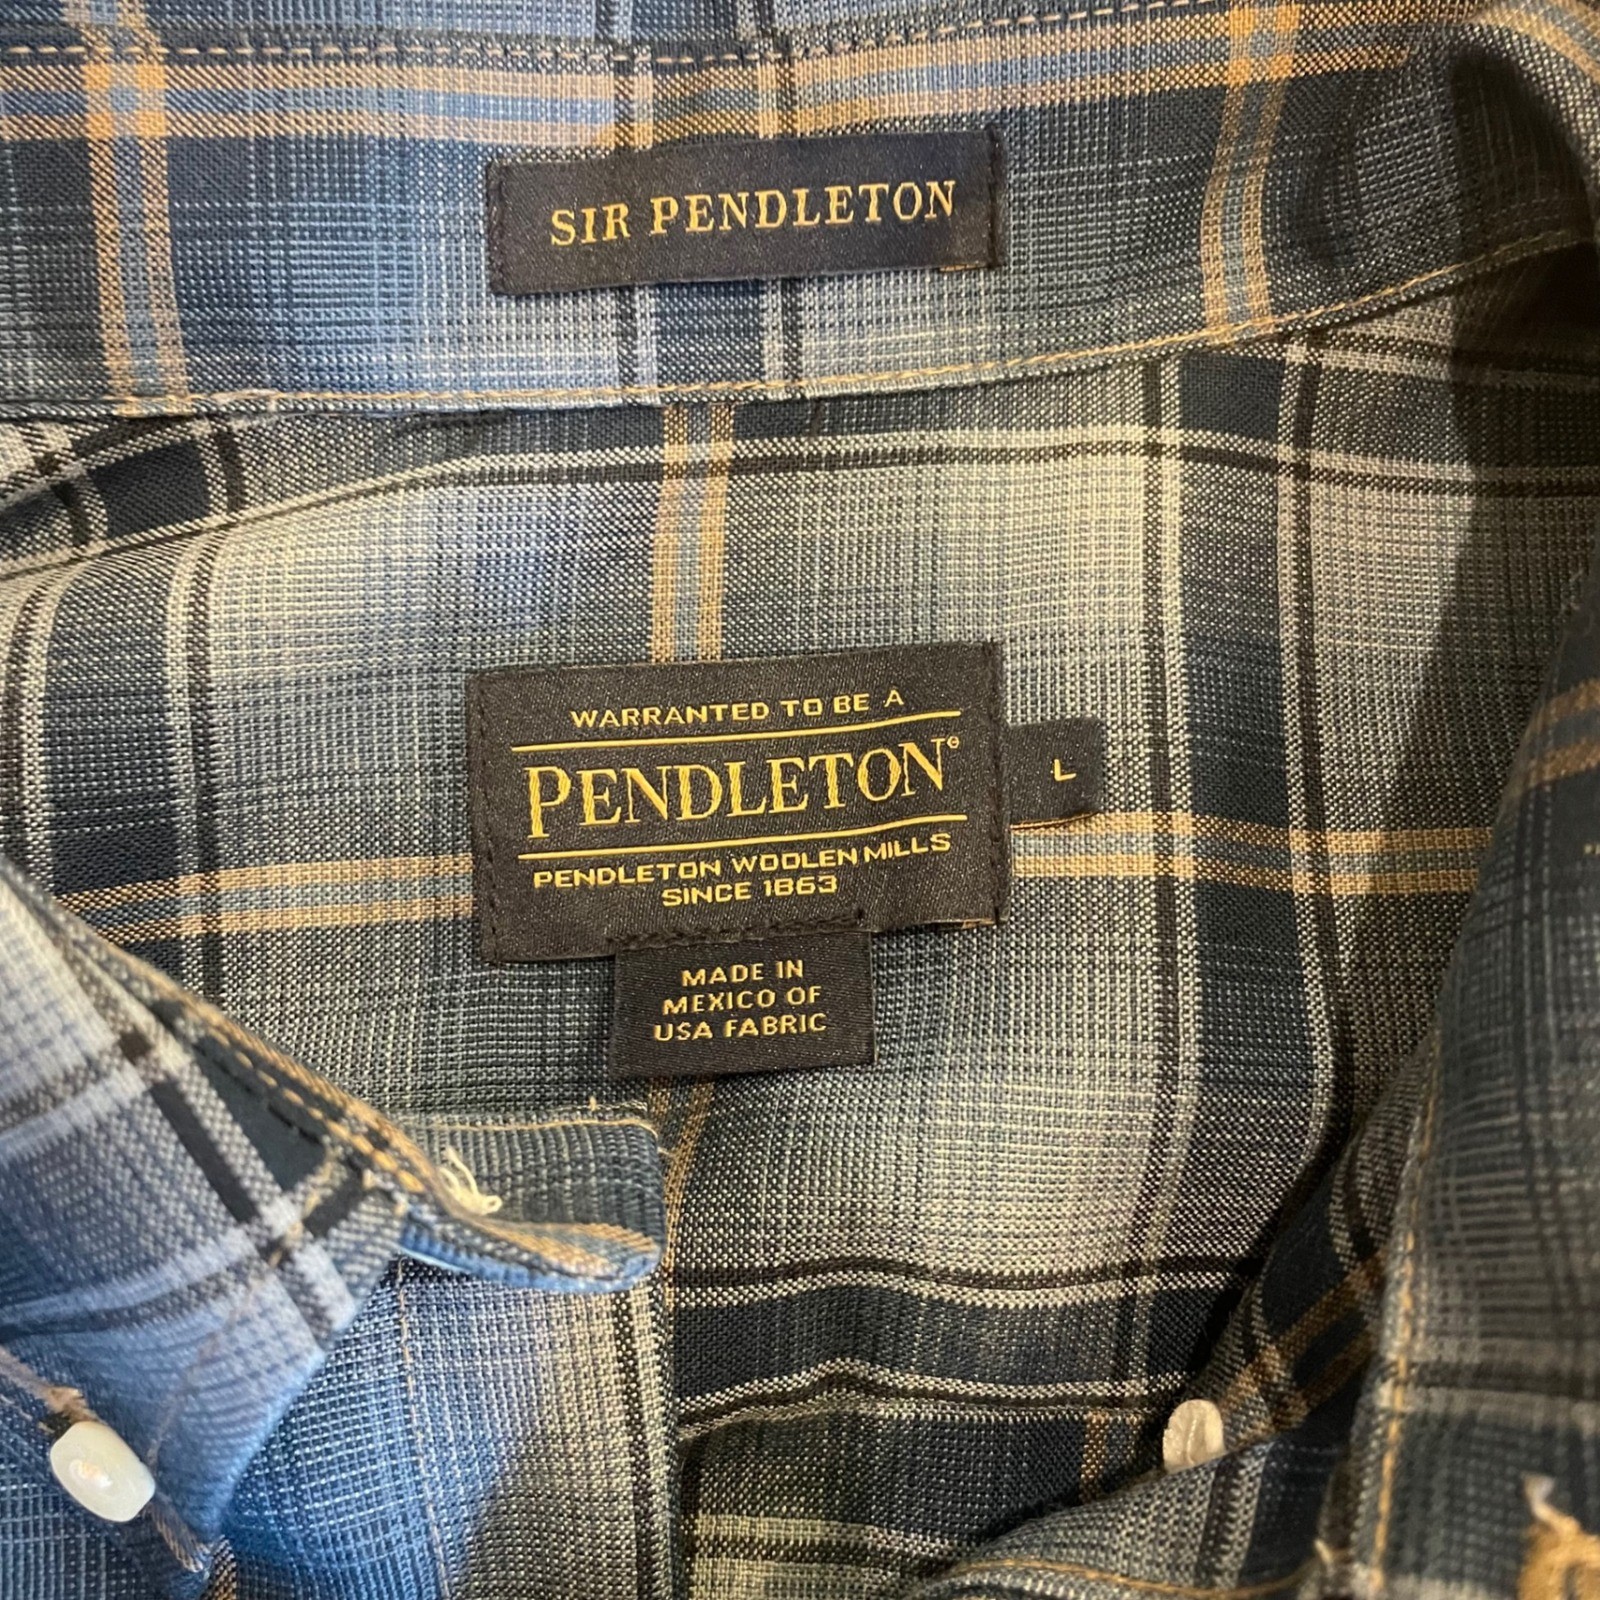 SIR PENDLETON
WARRANTED TO BE A
PENDLETON®
PENDLETON WOOLEN MILLS
SINCE 1863
L
MADE IN
MEXICO OF
USA FABRIC